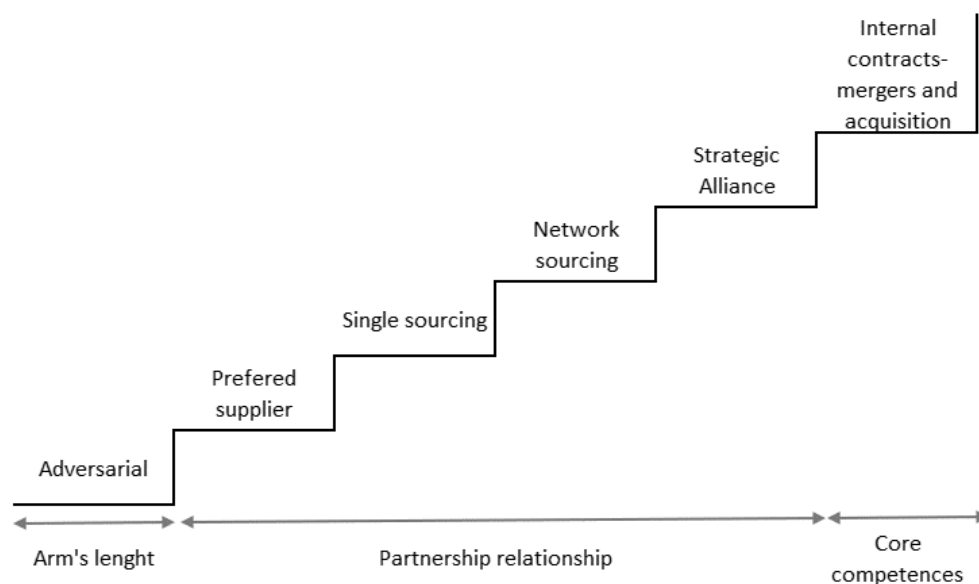 Internal
contracts-
mergers and
acquisition
Strategic
Alliance
Network
sourcing
Single sourcing
Prefered
supplier
Adversarial
Arm's lenght
Partnership relationship
Core
competences